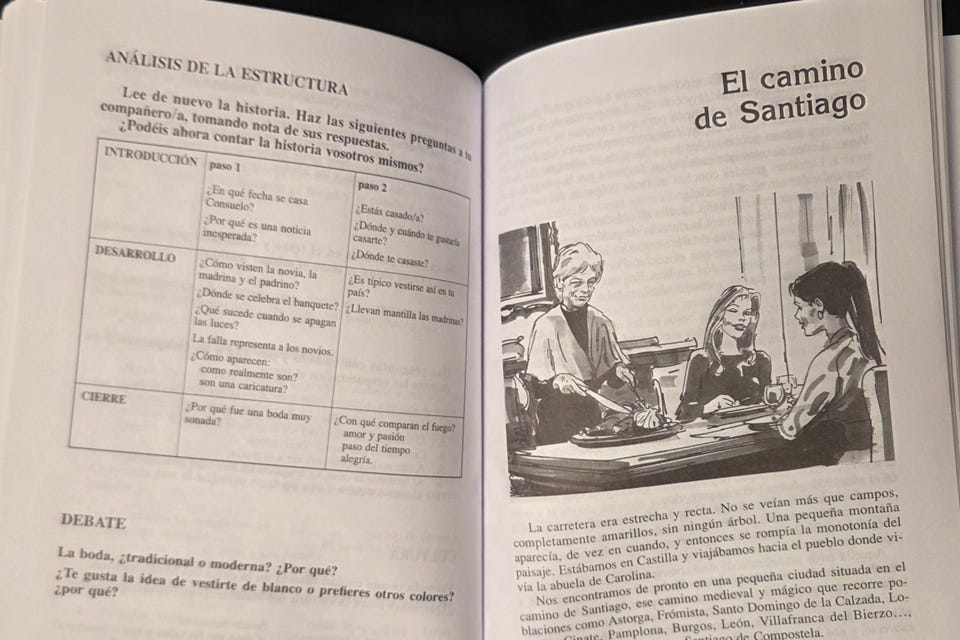 ANÁLISIS DE LA ESTRUCTURA
Lee de nuevo la historia. Haz las siguientes preguntas a tu
compañero/a, tomando nota de sus respuestas.
¿Podéis ahora contar la historia vosotros mismos?
INTRODUCCIÓN
paso 1
¿En qué fecha se casa
Consuelo?
¿Por qué es una noticia
inesperada?
paso 2
¿Estás casado/a?
¿Dónde y cuándo te gustaría
casarte?
¿Dónde te casaste?
DESARROLLO
¿Cómo visten la novia, la
madrina y el padrino?
¿Dónde se celebra el banquete?
¿Qué sucede cuando se apagan
las luces?
La falla representa a los novios.
¿Cómo aparecen:
como realmente son?
son una caricatura?
¿Es típico vestirse así en tu
país?
¿Llevan mantilla las madrinas?
CIERRE
¿Por qué fue una boda muy
sonada?
¿Con qué comparan el fuego?
amor y pasión
paso del tiempo
alegría.
DEBATE
La boda, ¿tradicional o moderna? ¿Por qué?
¿Te gusta la idea de vestirte de blanco o prefieres otros colores?
¿por qué?
El camino
de Santiago
La carretera era estrecha y recta. No se veían más que campos,
completamente amarillos, sin ningún árbol. Una pequeña montaña
aparecía, de vez en cuando, y entonces se rompía la monotonía del
paisaje. Estábamos en Castilla y viajábamos hacia el pueblo donde vi-
vía la abuela de Carolina.
Nos encontramos de pronto en una pequeña ciudad situada en el
camino de Santiago, ese camino medieval y mágico que recorre po-
blaciones como Astorga, Frómista, Santo Domingo de la Calzada, Lo-
Cinate, Pamplona, Burgos, León, Villafranca del Bierzo...,
Santiago de Compostela.